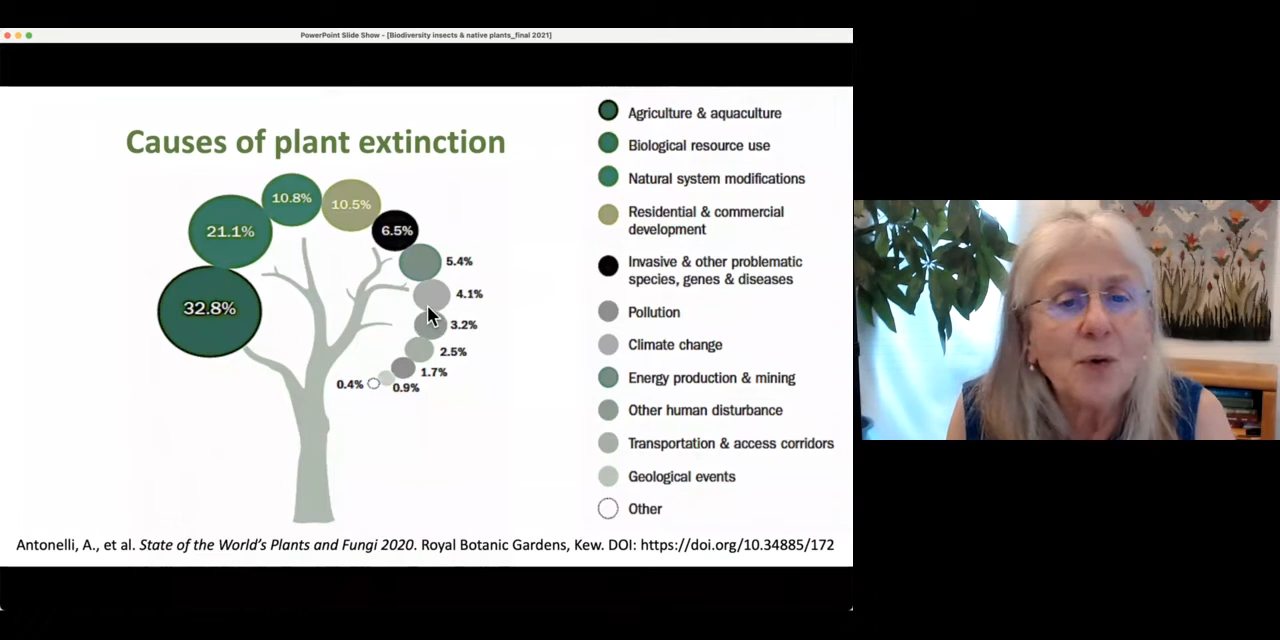 PowerPoint Slide Show - [Biodiversity insects & native plants_final 2021]
Causes of plant extinction
10.8%
10.5%
21.1%
6.5%
5.4%
32.8%
4.1%
3.2%
2.5%
1.7%
0.4%
0.9%
Agriculture & aquaculture
Biological resource use
Natural system modifications
Residential & commercial
development
Invasive & other problematic
species, genes & diseases
Pollution
Climate change
Energy production & mining
Other human disturbance
Transportation & access corridors
Geological events
Other
Antonelli, A., et al. State of the World's Plants and Fungi 2020. Royal Botanic Gardens, Kew. DOI: https://doi.org/10.34885/172